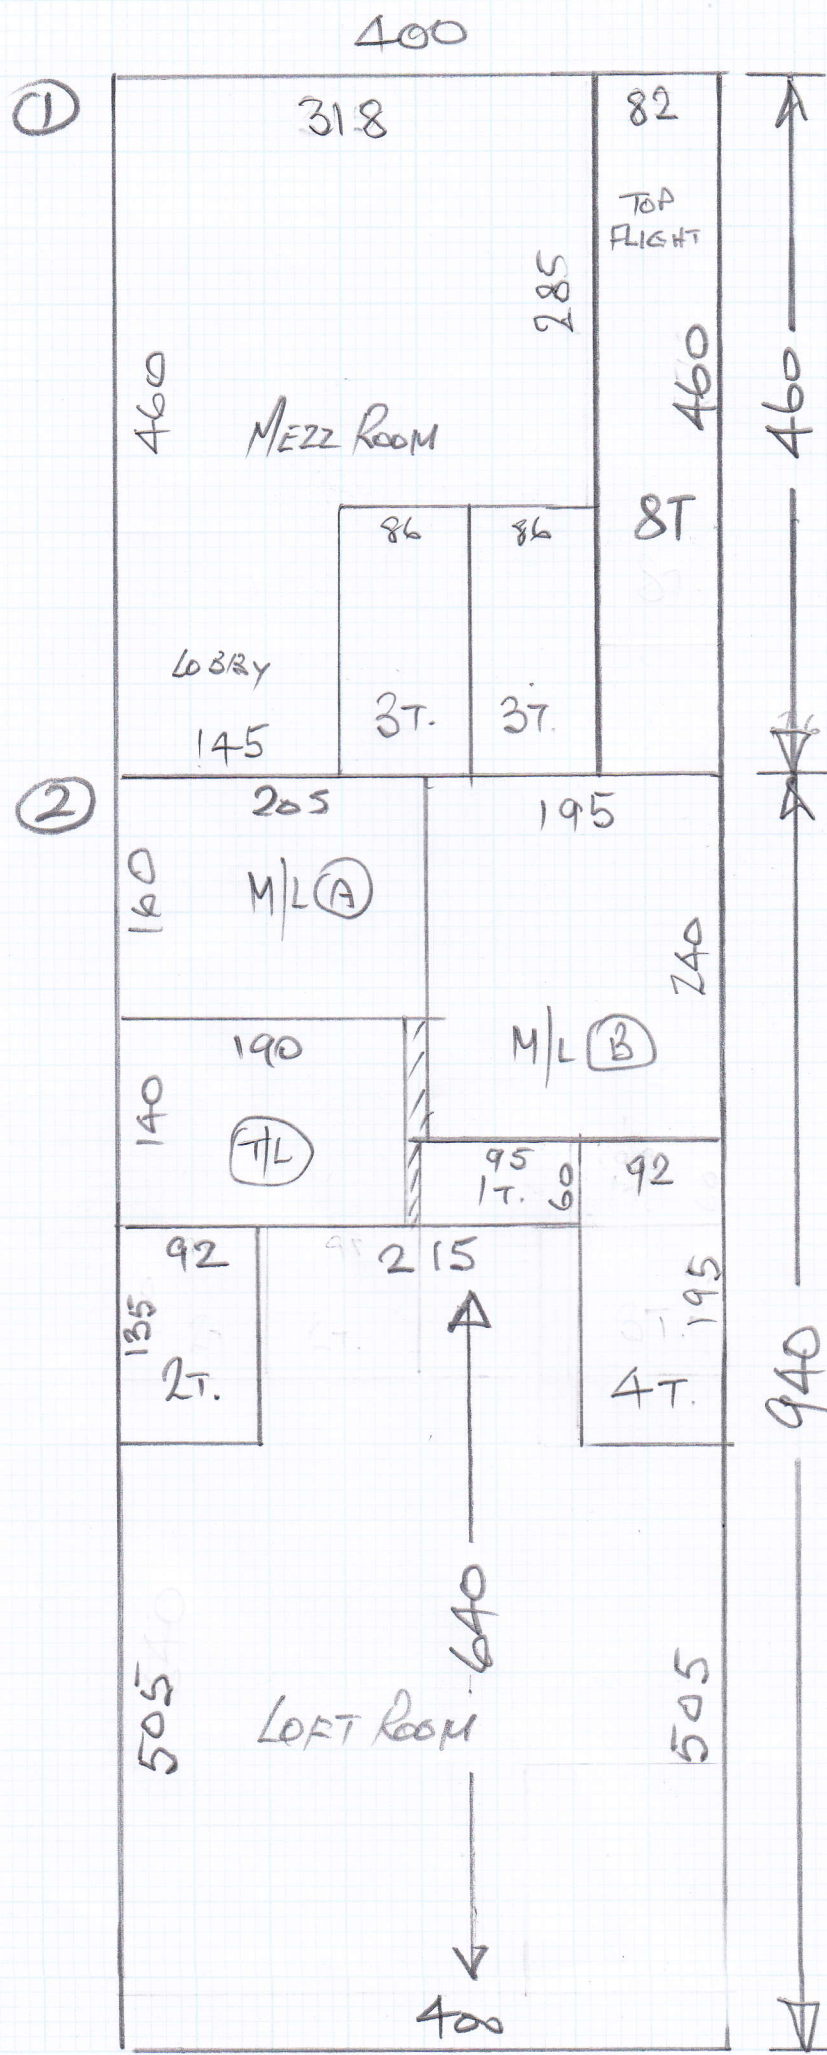 400
①
318
82
TOP
FLIGHT
285
460
460
460
MEZZ ROOM
86
86
8T
LOBBY
3T.
3T.
145
②
205
195
160
M/L Ⓐ
240
190
M/L Ⓑ
140
T/L
95
1T.
60
92
92
215
135
195
2T.
4T.
940
640
505
505
LOFT ROOM
400